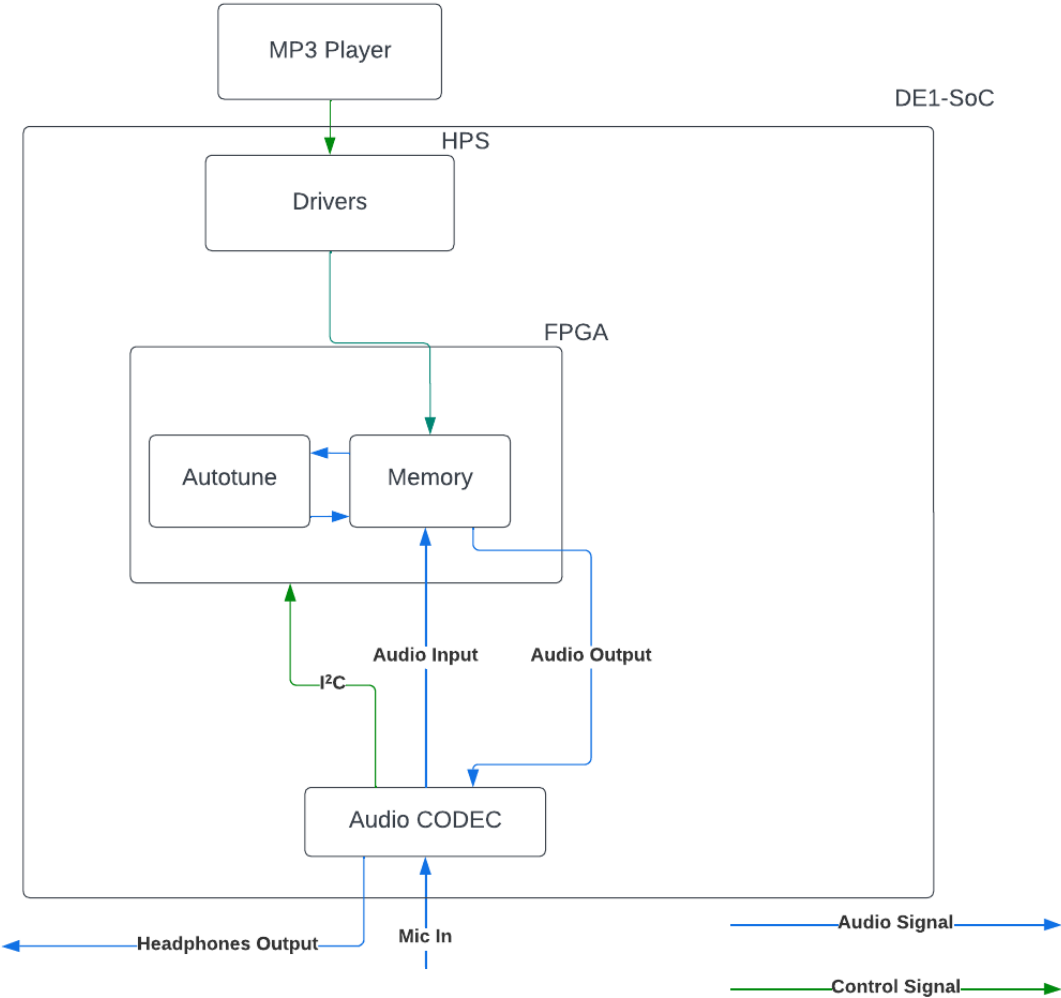 MP3 Player
DE1-SoC
HPS
Drivers
FPGA
Autotune
Memory
Audio Input
Audio Output
I²C
Audio CODEC
Audio Signal
Mic In
Headphones Output
Control Signal